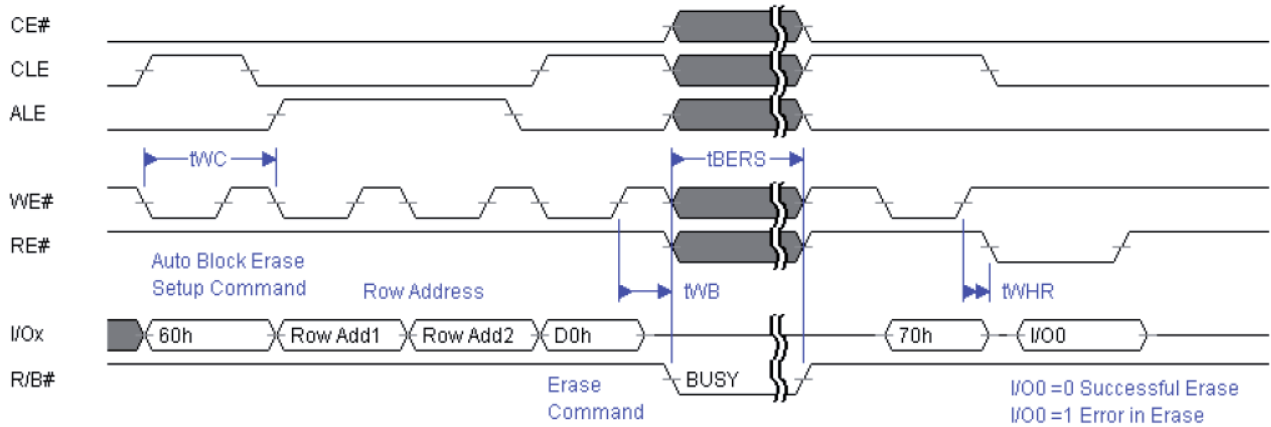 CE#
CLE
ALE
tWC
tBERS
WE#
RE#
Auto Block Erase
Setup Command
Row Address
tWB
tWHR
I/Ox
60h
Row Add1
Row Add2
D0h
70h
I/O0
R/B#
BUSY
Erase
Command
I/O0 =0 Successful Erase
I/O0 =1 Error in Erase